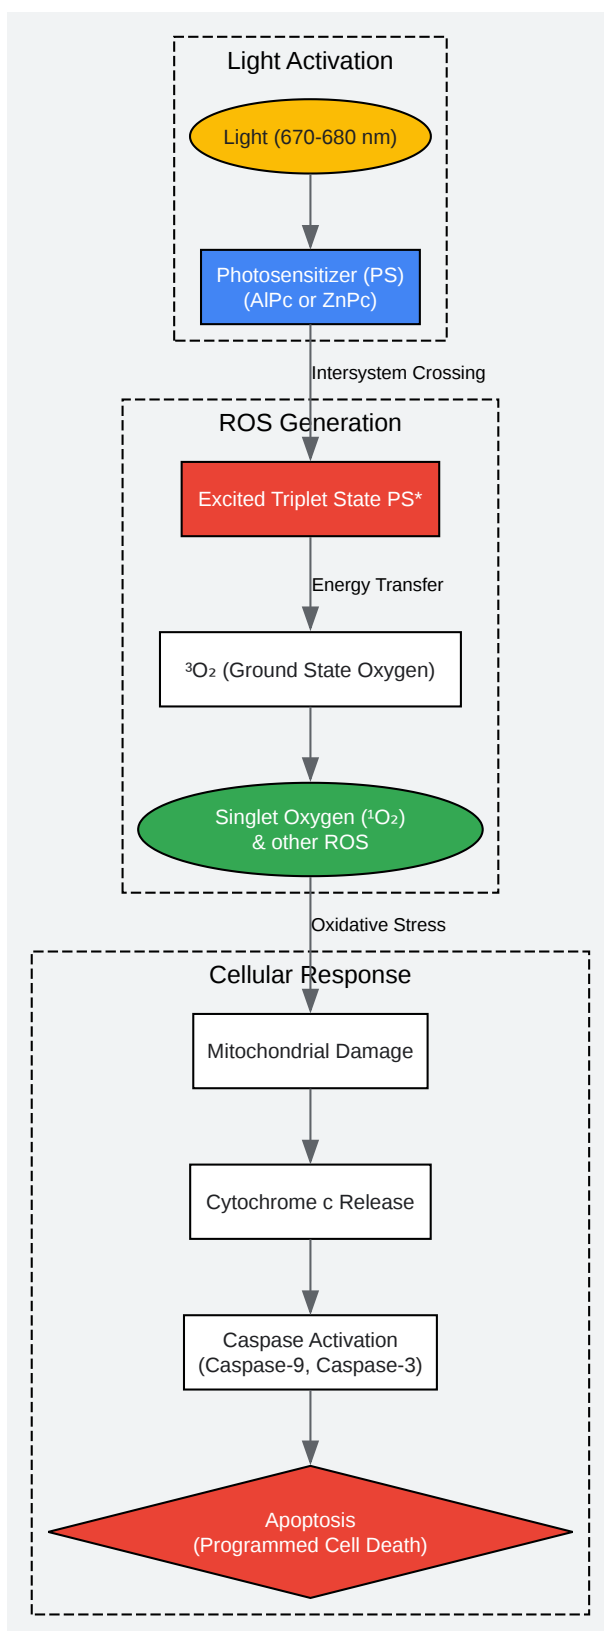 Light Activation
Light (670-680 nm)
Photosensitizer (PS)
(AlPc or ZnPc)
Intersystem Crossing
ROS Generation
Excited Triplet State PS*
Energy Transfer
³O₂ (Ground State Oxygen)
Singlet Oxygen (¹O₂)
& other ROS
Oxidative Stress
Cellular Response
Mitochondrial Damage
Cytochrome c Release
Caspase Activation
(Caspase-9, Caspase-3)
Apoptosis
(Programmed Cell Death)